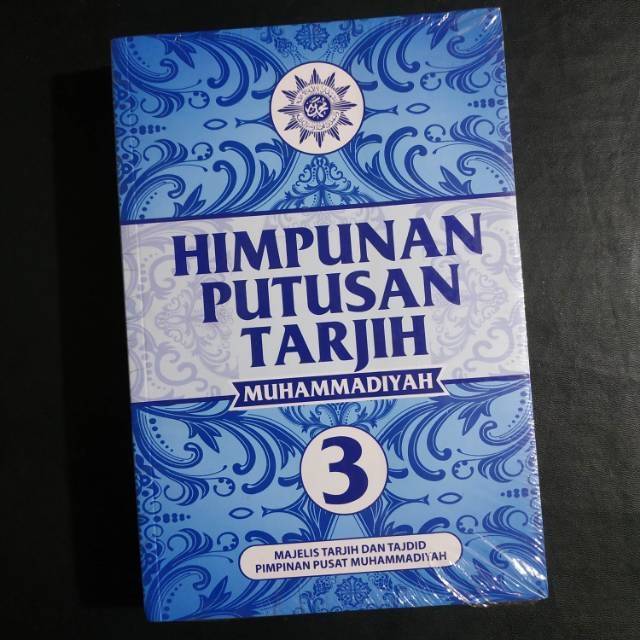 HIMPUNAN
PUTUSAN
TARJIH
MUHAMMADIYAH
3
MAJELIS TARJIH DAN TAJDID
PIMPINAN PUSAT MUHAMMADIYAH